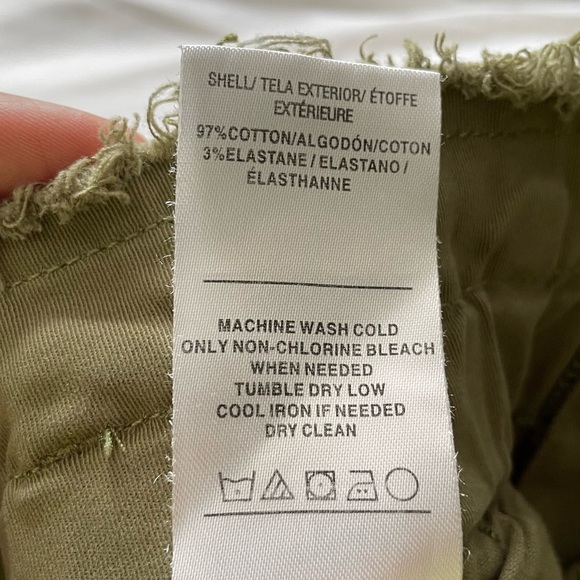 SHELL/ TELA EXTERIOR/ ÉTOFFE
EXTÉRIEURE
97%COTTON/ALGODÓN/COTON
3%ELASTANE/ELASTANO/
ÉLASTHANNE
MACHINE WASH COLD
ONLY NON-CHLORINE BLEACH
WHEN NEEDED
TUMBLE DRY LOW
COOL IRON IF NEEDED
DRY CLEAN